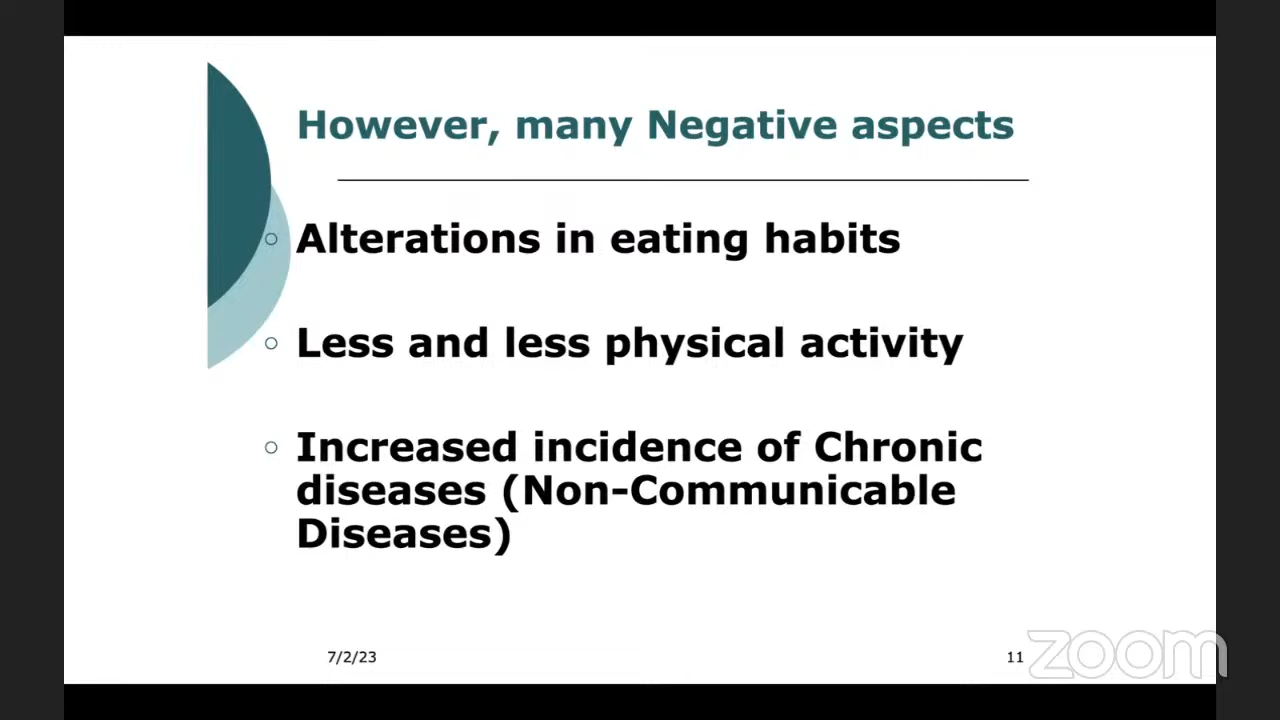 However, many Negative aspects
Alterations in eating habits
Less and less physical activity
Increased incidence of Chronic
diseases (Non-Communicable
Diseases)
7/2/23
11
zoom